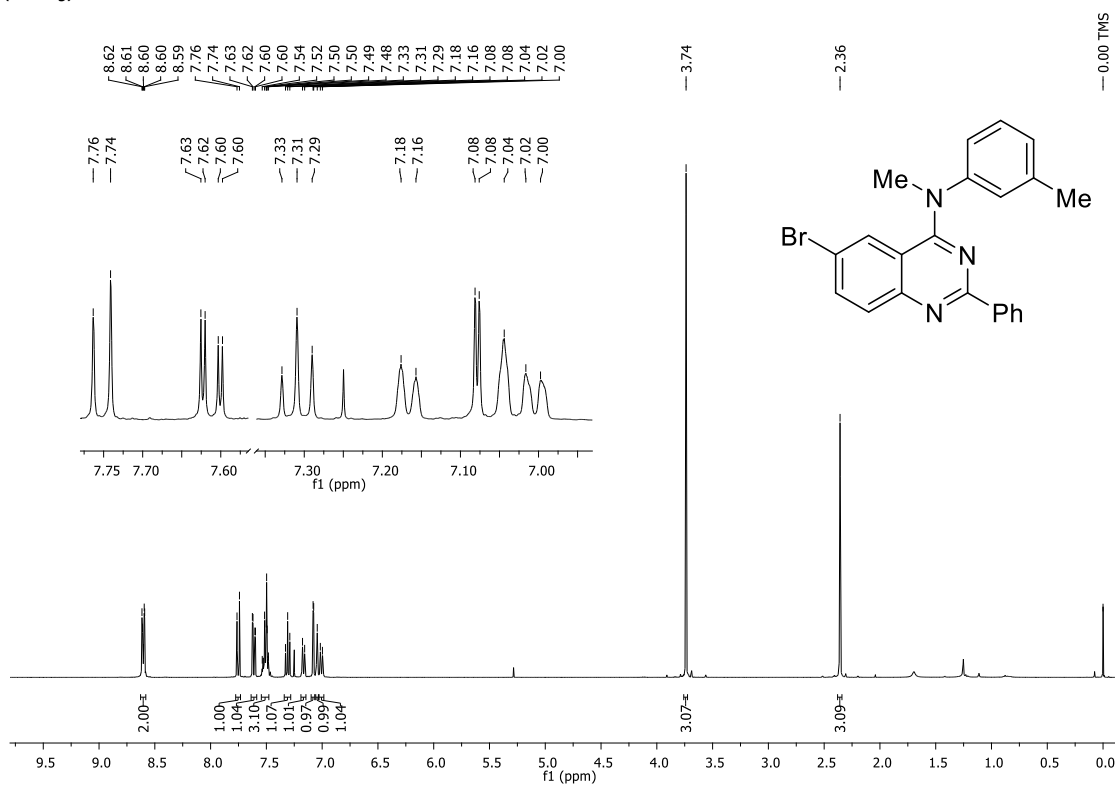 8.62 8.61 8.60 8.60 8.59 7.76 7.74 7.63 7.62 7.60 7.60 7.54 7.52 7.50 7.50 7.49 7.48 7.33 7.31 7.29 7.18 7.16 7.08 7.08 7.04 7.02 7.00
3.74
2.36
0.00 TMS
7.76 7.74 7.63 7.62 7.60 7.60 7.33 7.31 7.29 7.18 7.16 7.08 7.08 7.04 7.02 7.00
Me
N
Me
Br
N
N
Ph
7.75 7.70 7.60 7.30 7.20 7.10 7.00
f1 (ppm)
2.00 1.00 1.04 3.10 1.07 1.01 0.97 0.99 1.04 3.07 3.09
9.5 9.0 8.5 8.0 7.5 7.0 6.5 6.0 5.5 5.0 4.5 4.0 3.5 3.0 2.5 2.0 1.5 1.0 0.5 0.0
f1 (ppm)